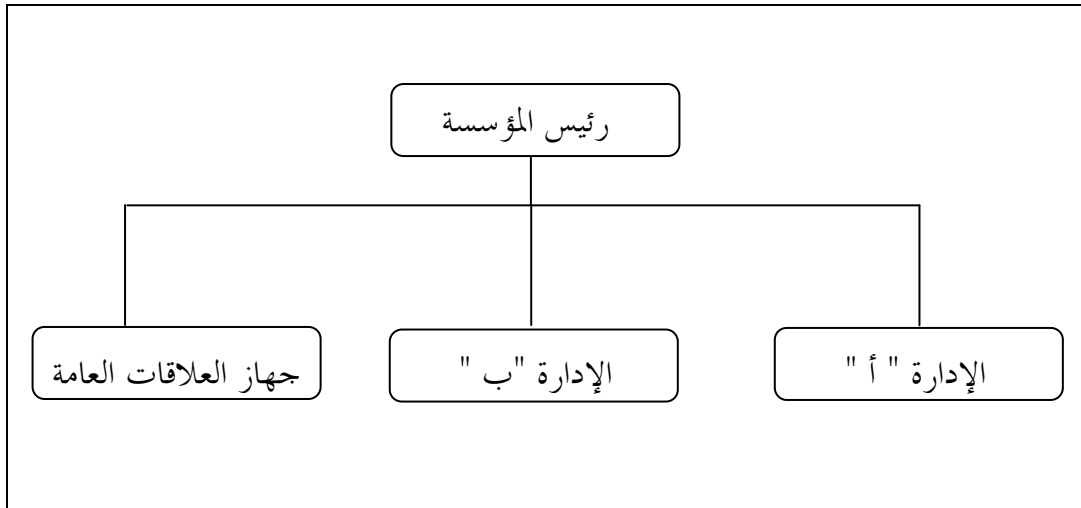 رئيس المؤسسة
الإدارة " أ "
الإدارة "ب "
جهاز العلاقات العامة